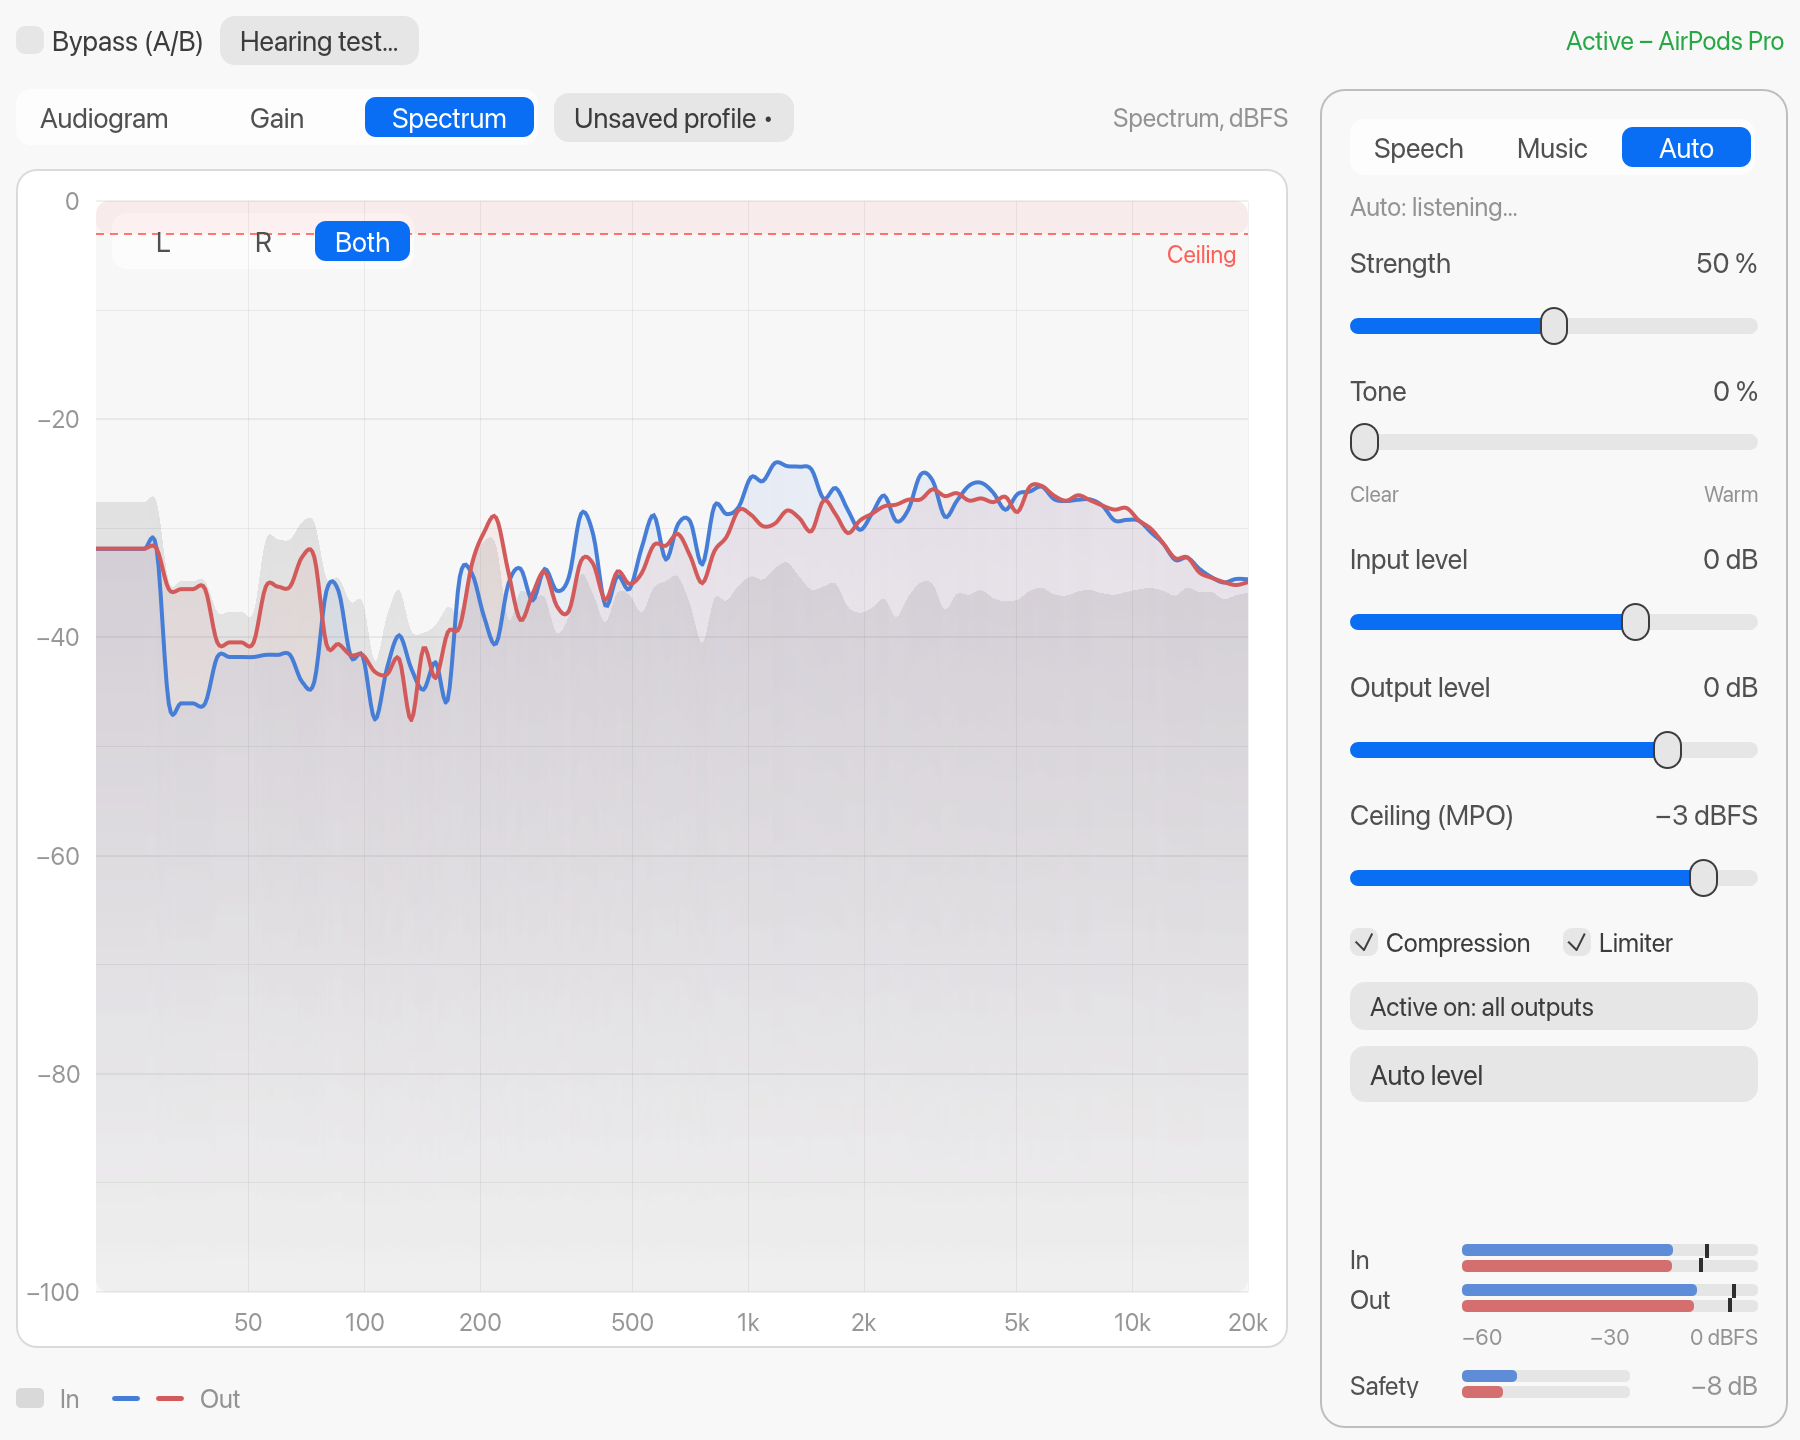 Bypass (A/B) Hearing test... Active – AirPods Pro
Audiogram Gain Spectrum Unsaved profile • Spectrum, dBFS
L R Both
Ceiling
0
−20
−40
−60
−80
−100
50 100 200 500 1k 2k 5k 10k 20k
In Out
Speech Music Auto
Auto: listening...
Strength 50 %
Tone 0 %
Clear Warm
Input level 0 dB
Output level 0 dB
Ceiling (MPO) −3 dBFS
Compression Limiter
Active on: all outputs
Auto level
In
Out
−60 −30 0 dBFS
Safety −8 dB